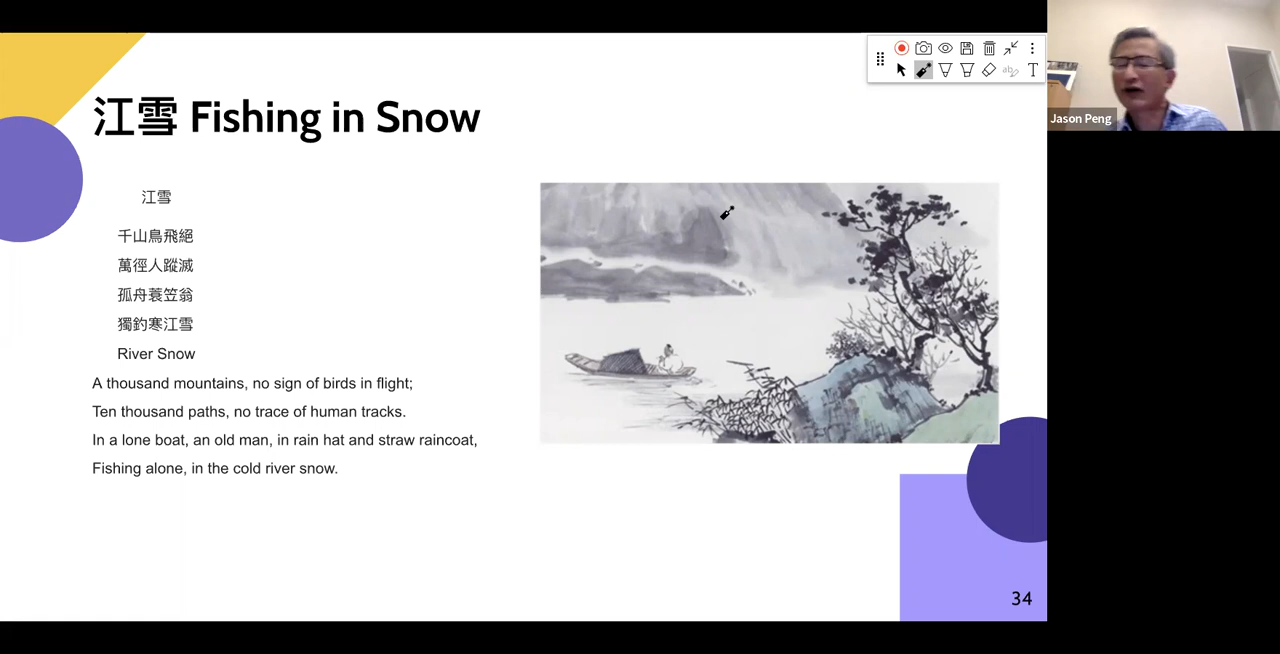 江雪 Fishing in Snow
江雪
千山鳥飛絕
萬徑人蹤滅
孤舟蓑笠翁
獨釣寒江雪
River Snow
A thousand mountains, no sign of birds in flight;
Ten thousand paths, no trace of human tracks.
In a lone boat, an old man, in rain hat and straw raincoat,
Fishing alone, in the cold river snow.
34
ab
T
Jason Peng